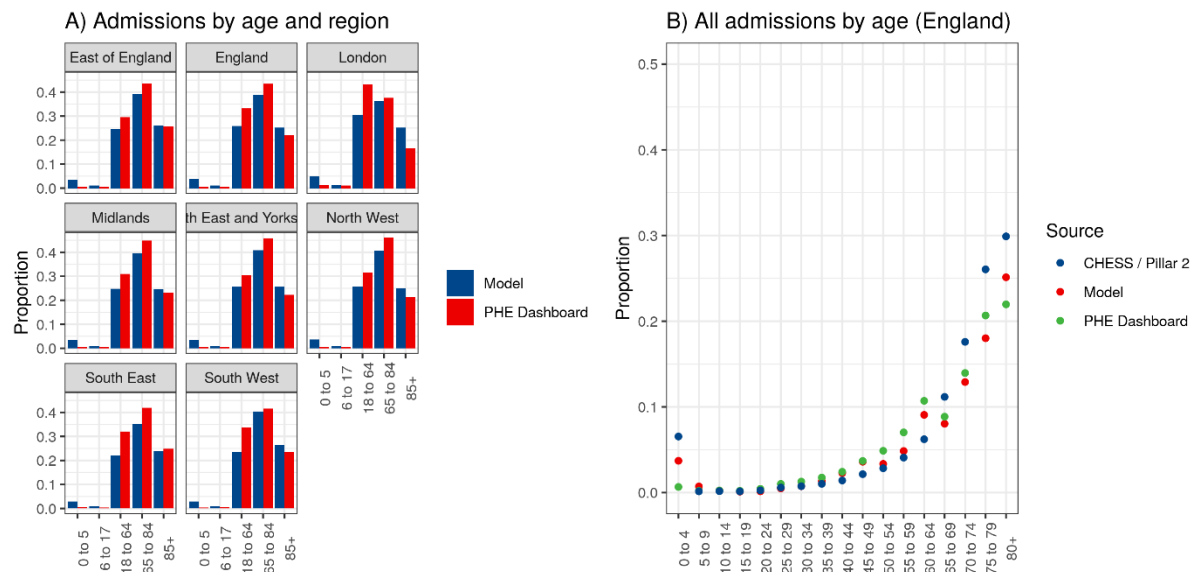 A) Admissions by age and region
East of England
England
London
0.4
0.3
0.2
0.1
0.0
Midlands
th East and Yorks
North West
0.4
0.3
0.2
0.1
0.0
South East
South West
0.4
0.3
0.2
0.1
0.0
Proportion
0 to 5
6 to 17
18 to 64
65 to 84
85+
0 to 5
6 to 17
18 to 64
65 to 84
85+
0 to 5
6 to 17
18 to 64
65 to 84
85+
Model
PHE Dashboard
B) All admissions by age (England)
0.5
0.4
0.3
0.2
0.1
0.0
Proportion
0 to 4
5 to 9
10 to 14
15 to 19
20 to 24
25 to 29
30 to 34
35 to 39
40 to 44
45 to 49
50 to 54
55 to 59
60 to 64
65 to 69
70 to 74
75 to 79
80+
Source
CHESS / Pillar 2
Model
PHE Dashboard